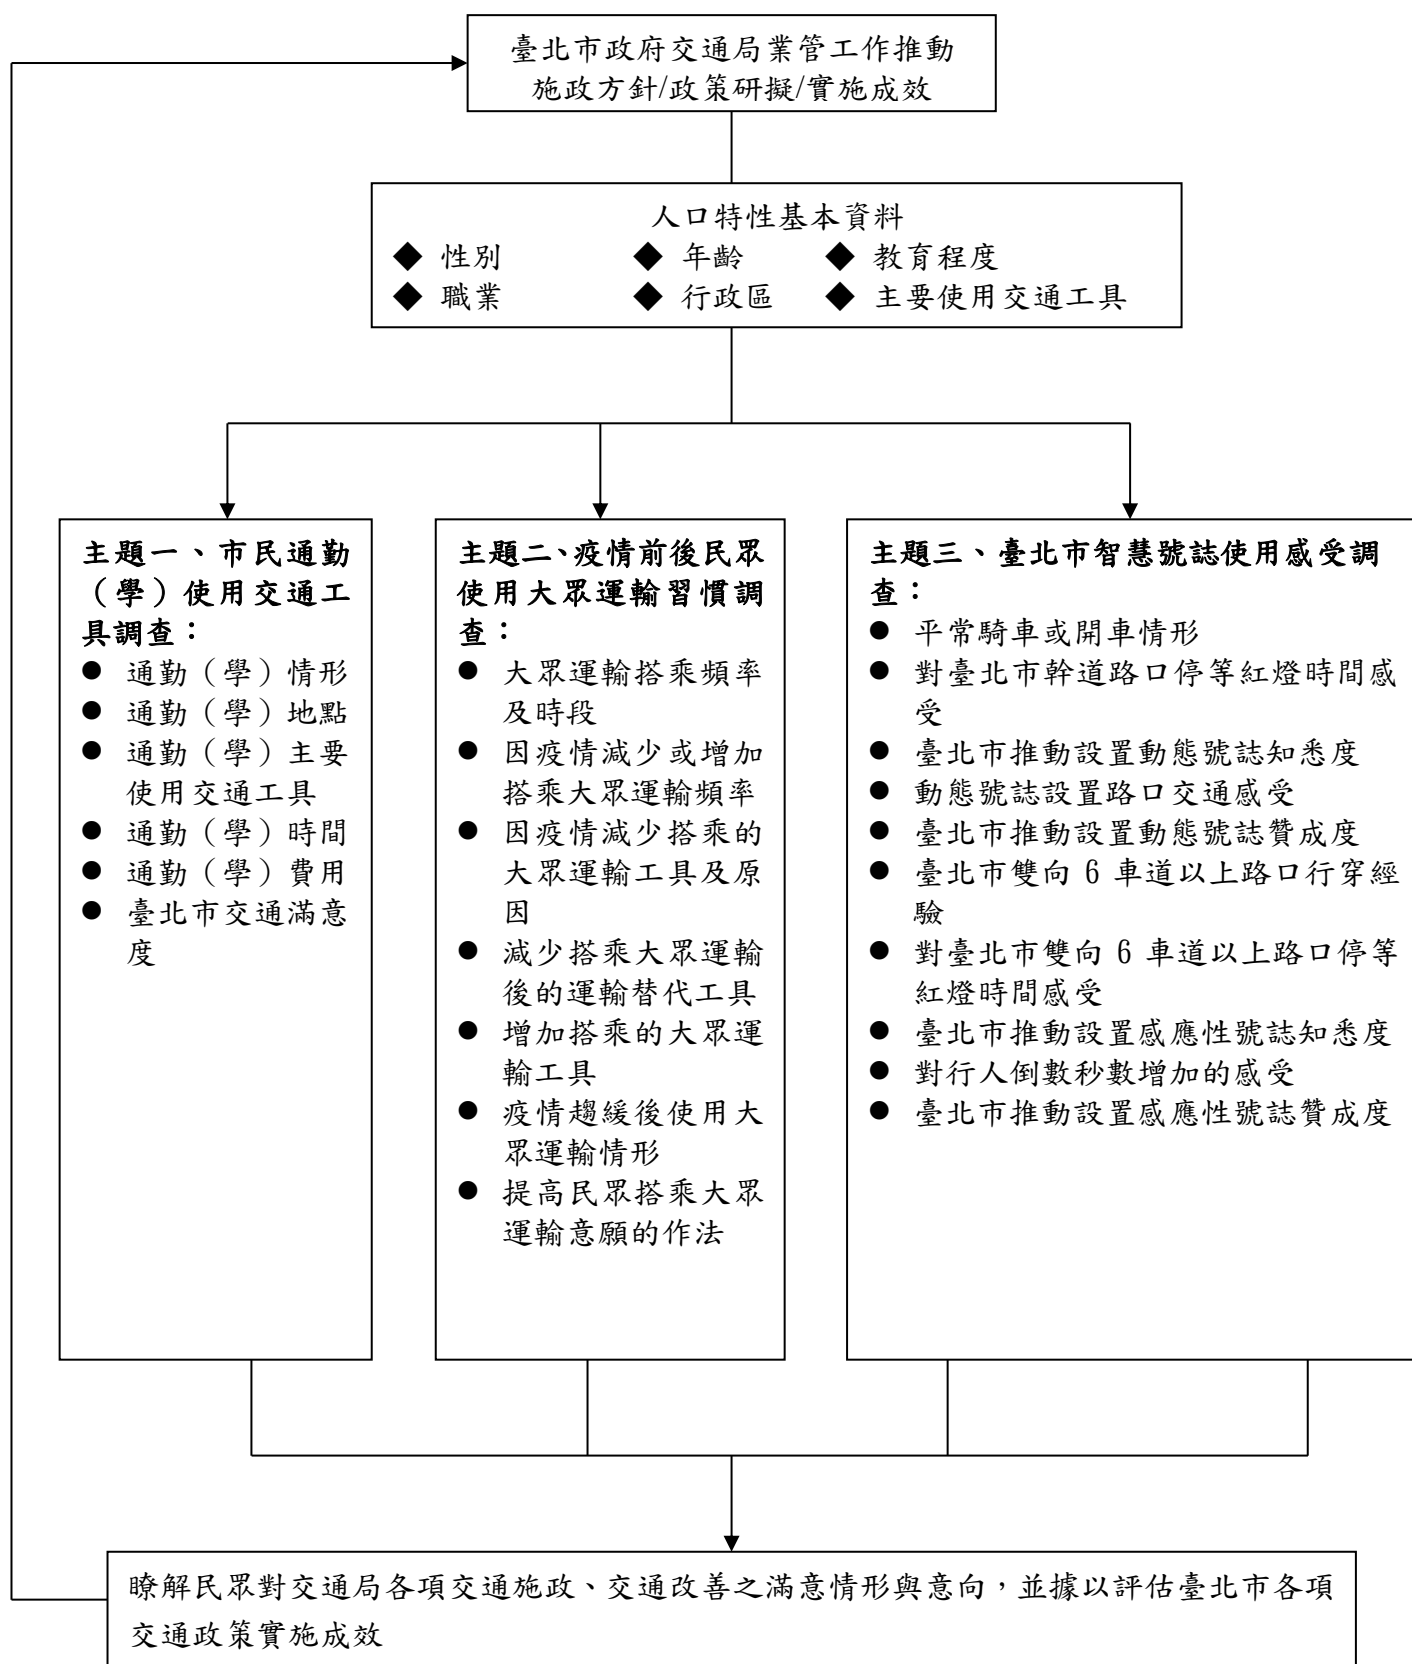 臺北市政府交通局業管工作推動
施政方針/政策研擬/實施成效
人口特性基本資料
◆ 性別 ◆ 年齡 ◆ 教育程度
◆ 職業 ◆ 行政區 ◆ 主要使用交通工具
主題一、市民通勤
（學）使用交通工
具調查：
● 通勤（學）情形
● 通勤（學）地點
● 通勤（學）主要
使用交通工具
● 通勤（學）時間
● 通勤（學）費用
● 臺北市交通滿意
度
主題二、疫情前後民眾
使用大眾運輸習慣調
查：
● 大眾運輸搭乘頻率
及時段
● 因疫情減少或增加
搭乘大眾運輸頻率
● 因疫情減少搭乘的
大眾運輸工具及原
因
● 減少搭乘大眾運輸
後的運輸替代工具
● 增加搭乘的大眾運
輸工具
● 疫情趨緩後使用大
眾運輸情形
● 提高民眾搭乘大眾
運輸意願的作法
主題三、臺北市智慧號誌使用感受調
查：
● 平常騎車或開車情形
● 對臺北市幹道路口停等紅燈時間感
受
● 臺北市推動設置動態號誌知悉度
● 動態號誌設置路口交通感受
● 臺北市推動設置動態號誌贊成度
● 臺北市雙向 6 車道以上路口行穿經
驗
● 對臺北市雙向 6 車道以上路口停等
紅燈時間感受
● 臺北市推動設置感應性號誌知悉度
● 對行人倒數秒數增加的感受
● 臺北市推動設置感應性號誌贊成度
瞭解民眾對交通局各項交通施政、交通改善之滿意情形與意向，並據以評估臺北市各項
交通政策實施成效